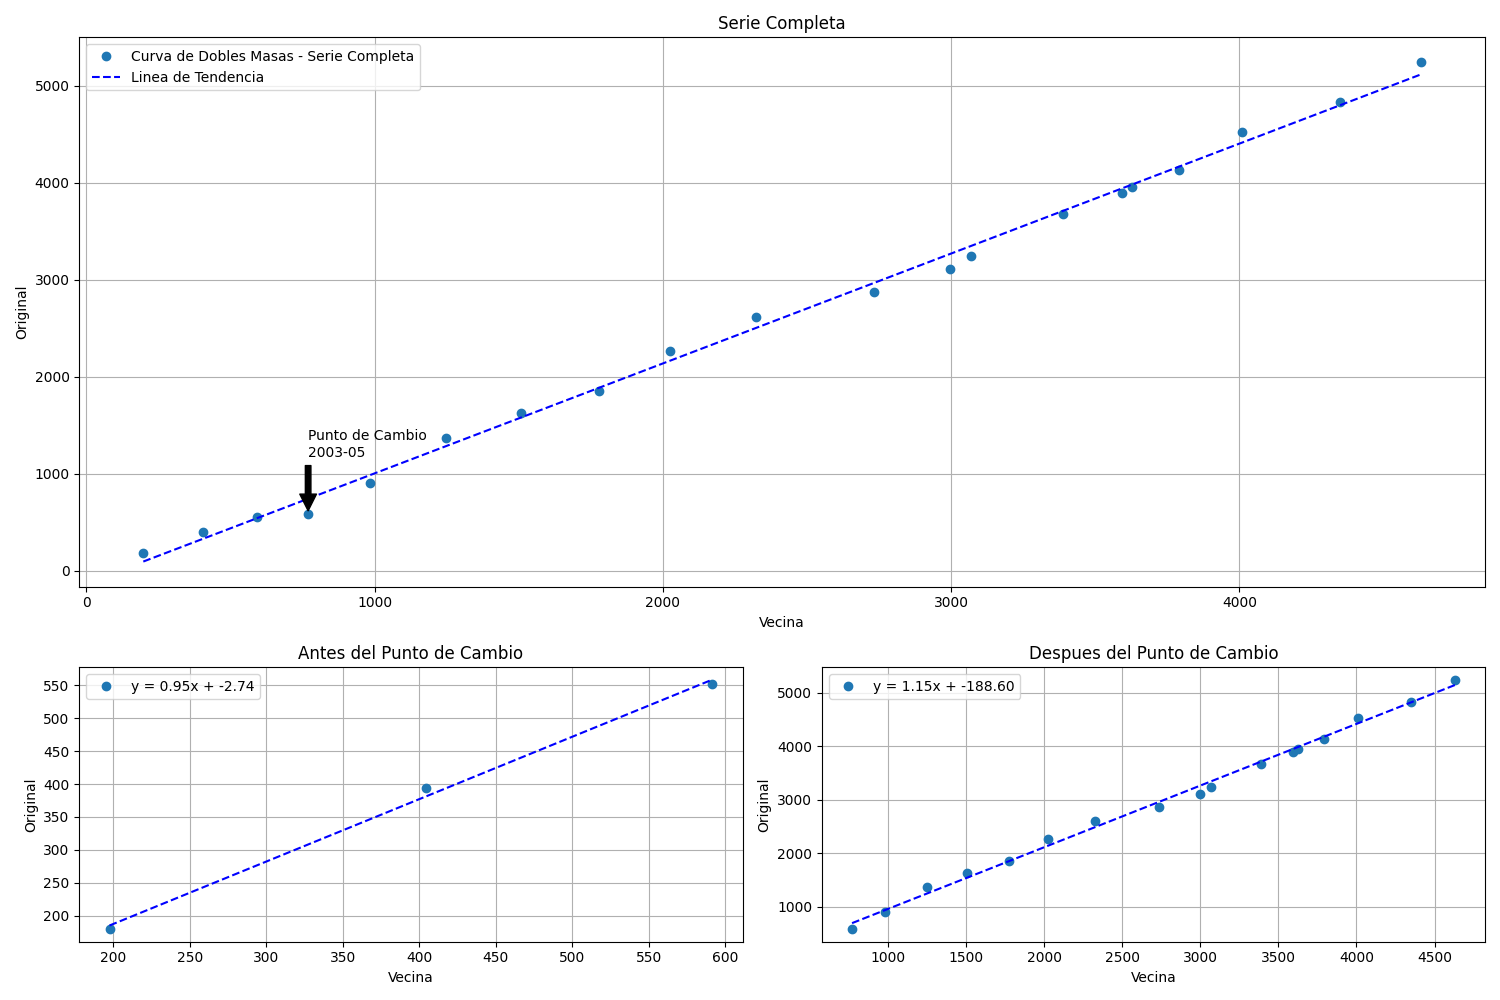 Serie Completa
Curva de Dobles Masas - Serie Completa
Linea de Tendencia
5000
4000
3000
2000
1000
0
Original
Punto de Cambio
2003-05
0 1000 2000 3000 4000
Vecina
Antes del Punto de Cambio
y = 0.95x + -2.74
550
500
450
400
350
300
250
200
Original
200 250 300 350 400 450 500 550 600
Vecina
Despues del Punto de Cambio
y = 1.15x + -188.60
5000
4000
3000
2000
1000
Original
1000 1500 2000 2500 3000 3500 4000 4500
Vecina